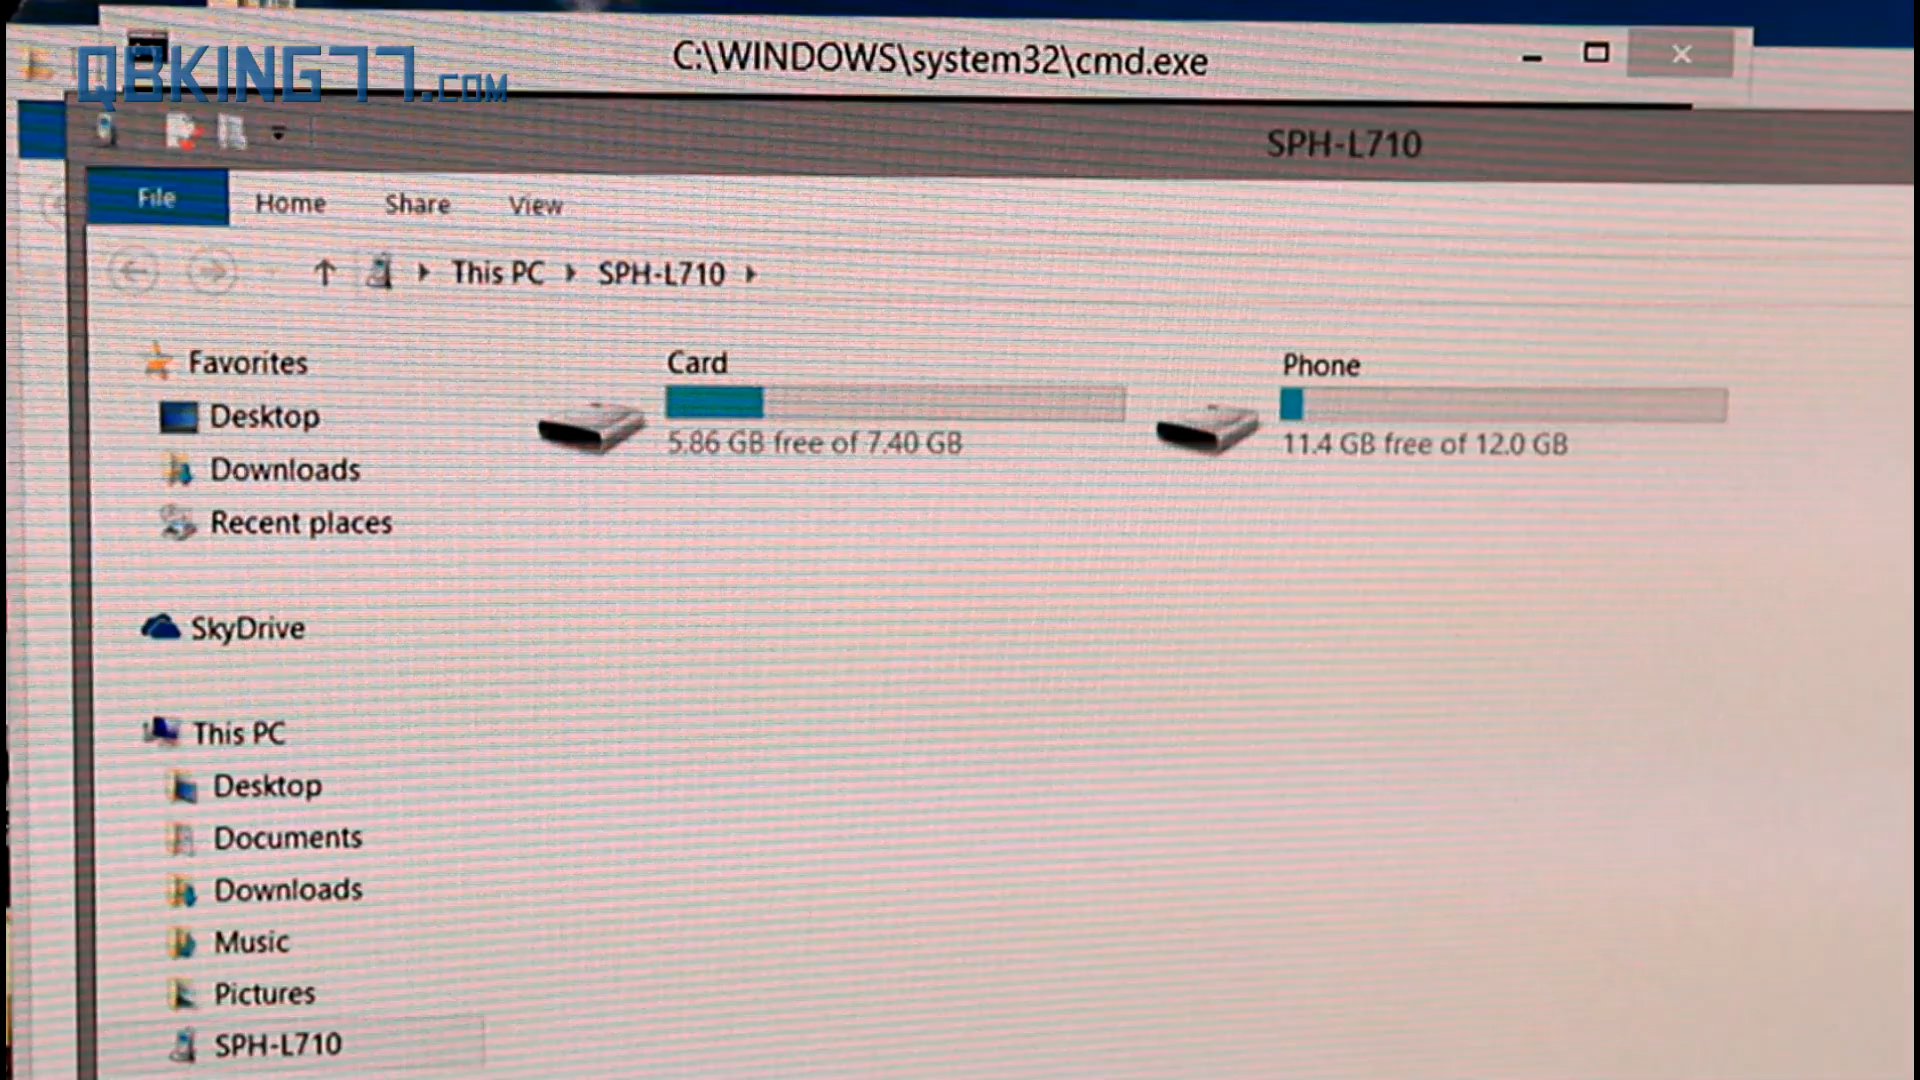 C:\WINDOWS\system32\cmd.exe
QBKING77.COM
SPH-L710
File Home Share View
This PC SPH-L710
Favorites
Desktop
Downloads
Recent places
SkyDrive
This PC
Desktop
Documents
Downloads
Music
Pictures
SPH-L710
Card
5.86 GB free of 7.40 GB
Phone
11.4 GB free of 12.0 GB